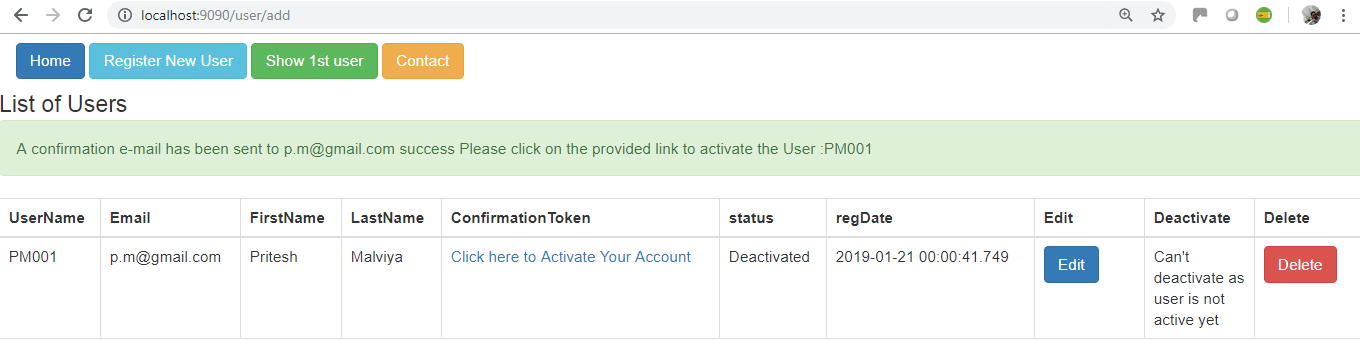 localhost:9090/user/add
Home Register New User Show 1st user Contact
List of Users
A confirmation e-mail has been sent to p.m@gmail.com success Please click on the provided link to activate the User :PM001
UserName Email FirstName LastName ConfirmationToken status regDate Edit Deactivate Delete
PM001 p.m@gmail.com Pritesh Malviya Click here to Activate Your Account Deactivated 2019-01-21 00:00:41.749 Edit Can't Delete
deactivate as
user is not
active yet